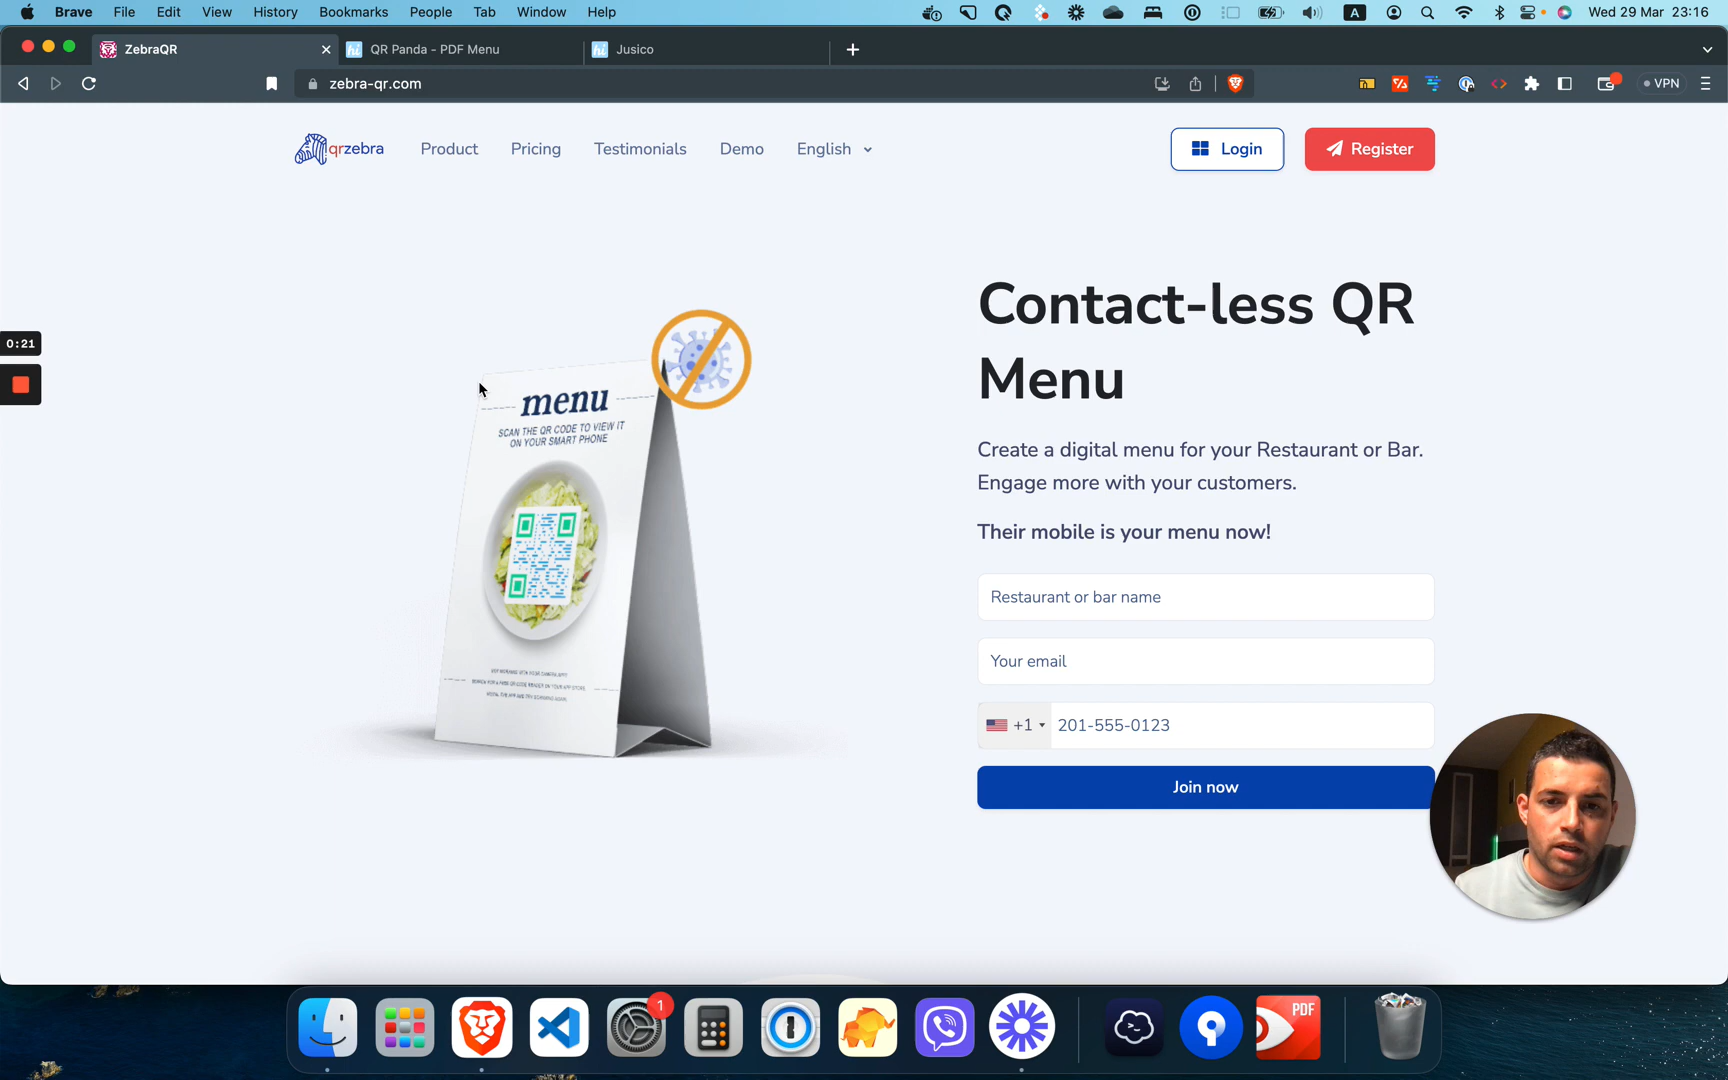 Brave File Edit View History Bookmarks People Tab Window Help
A
Wed 29 Mar 23:16
ZebraQR
hi QR Panda - PDF Menu
hi Jusico
zebra-qr.com
VPN
qrzebra
Product Pricing Testimonials Demo English
Login
Register
0:21
Contact-less QR
Menu
menu
SCAN THE QR CODE TO VIEW IT
ON YOUR SMART PHONE
Create a digital menu for your Restaurant or Bar.
Engage more with your customers.
Their mobile is your menu now!
Restaurant or bar name
Your email
+1 201-555-0123
Join now
1
PDF